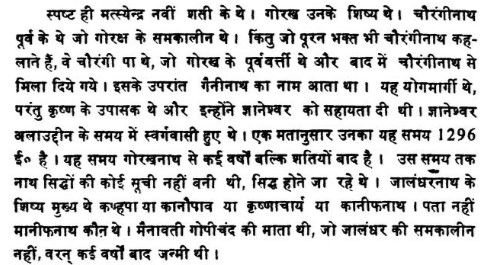 स्पष्ट ही मत्स्येन्द्र नवीं शती के थे। गोरख उनके शिष्य थे। चौरंगीनाथ
पूर्व के थे जो गोरक्ष के समकालीन थे। किंतु जो पूरन भक्त भी चौरंगीनाथ कह-
लाने हैं, वे चौरंगी पा थे, जो गोरख के पूर्ववर्त्ती थे और बाद में चौरंगीनाथ से
मिला दिये गये। इसके उपरांत गैनीनाथ का नाम आता था। यह योगमार्गी थे,
परंतु कृष्ण के उपासक थे और इन्होंने ज्ञानेश्वर को सहायता दी थी। ज्ञानेश्वर
अलाउद्दीन के समय में स्वर्गवासी हुए थे। एक मतानुसार उनका यह समय 1296
ई० है। यह समय गोरखनाथ से कई वर्षों बल्कि शतियों बाद है। उस समय तक
नाथ सिद्धों की कोई सूची नहीं बनी थी, सिद्ध होने जा रहे थे। जालंधरनाथ के
शिष्य मुख्य थे कण्हपा या कानोपाव या कृष्णाचार्य या कानीफनाथ। पता नहीं
मानीफनाथ कौन थे। मैनावती गोपीचंद की माता थी, जो जालंधर की समकालीन
नहीं, वरन् कई वर्षों बाद जन्मी थी।